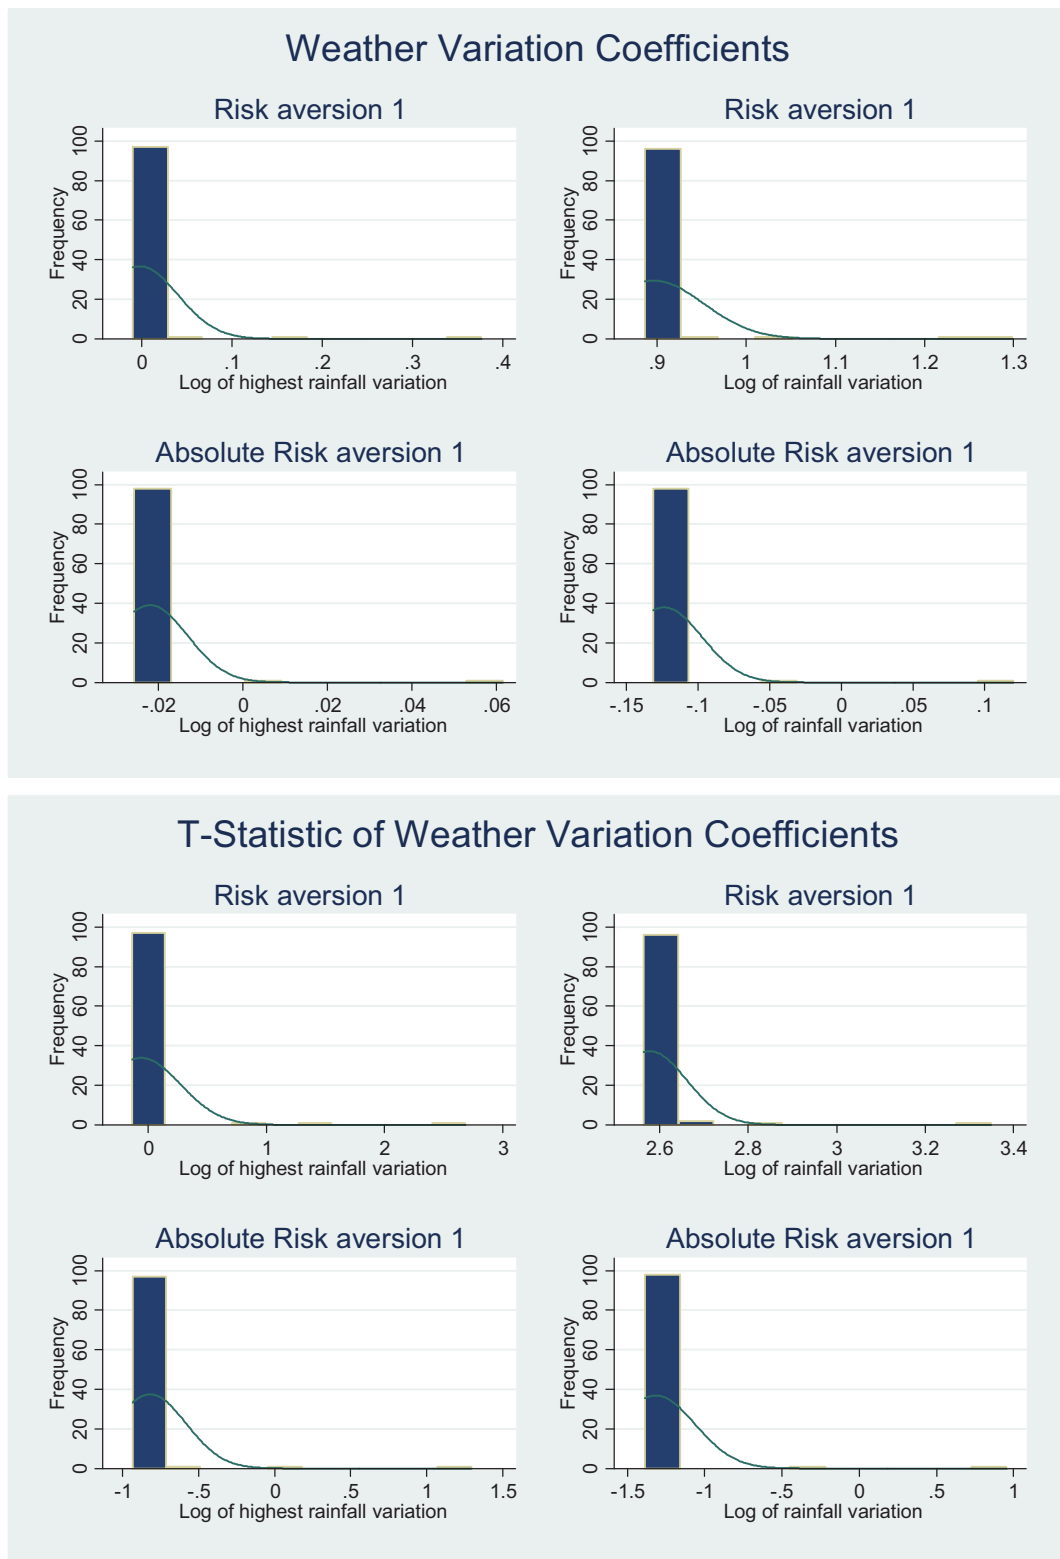 Weather Variation Coefficients
Risk aversion 1
Frequency
0 20 40 60 80 100
0 .1 .2 .3 .4
Log of highest rainfall variation
Risk aversion 1
Frequency
0 20 40 60 80 100
.9 1 1.1 1.2 1.3
Log of rainfall variation
Absolute Risk aversion 1
Frequency
0 20 40 60 80 100
-.02 0 .02 .04 .06
Log of highest rainfall variation
Absolute Risk aversion 1
Frequency
0 20 40 60 80 100
-.15 -.1 -.05 0 .05 .1
Log of rainfall variation
T-Statistic of Weather Variation Coefficients
Risk aversion 1
Frequency
0 20 40 60 80 100
0 1 2 3
Log of highest rainfall variation
Risk aversion 1
Frequency
0 20 40 60 80 100
2.6 2.8 3 3.2 3.4
Log of rainfall variation
Absolute Risk aversion 1
Frequency
0 20 40 60 80 100
-1 -.5 0 .5 1 1.5
Log of highest rainfall variation
Absolute Risk aversion 1
Frequency
0 20 40 60 80 100
-1.5 -1 -.5 0 .5 1
Log of rainfall variation